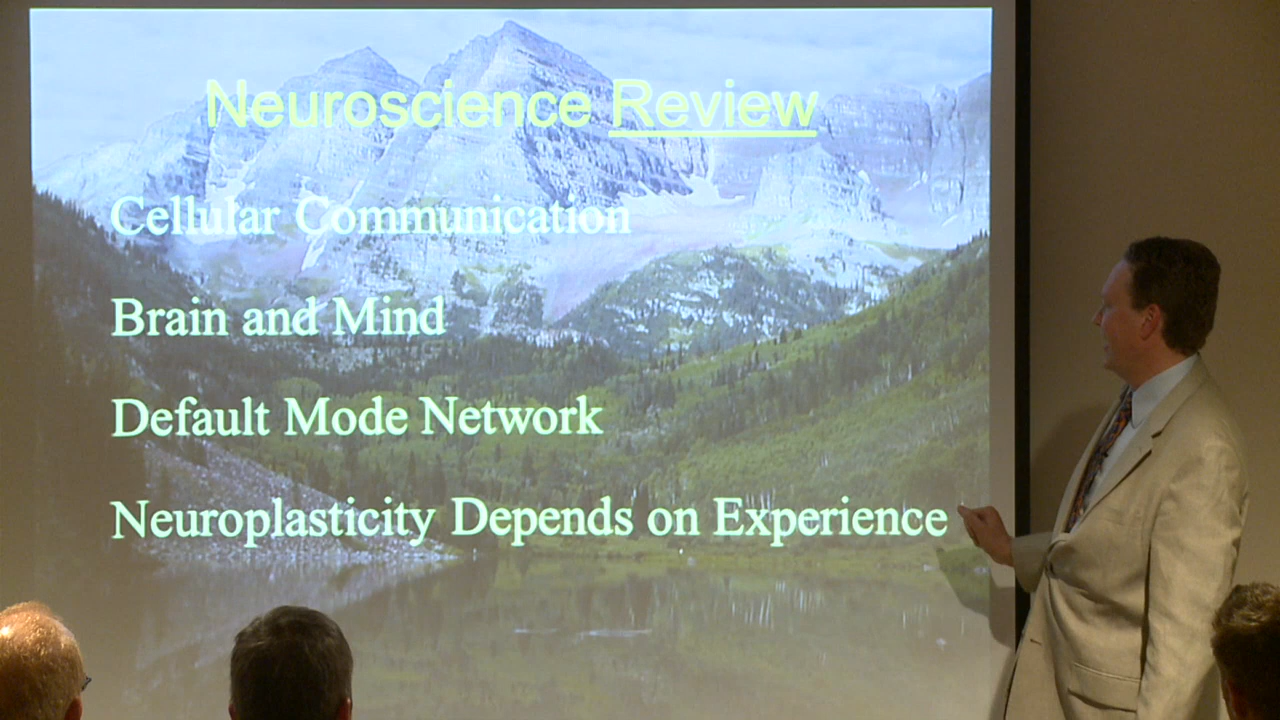 Neuroscience Review
Cellular Communication
Brain and Mind
Default Mode Network
Neuroplasticity Depends on Experience